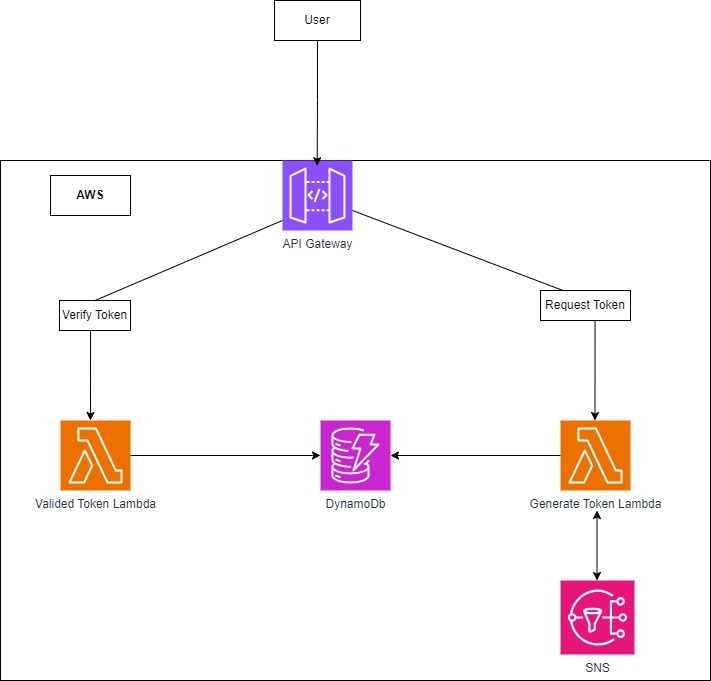 User
AWS
</>
API Gateway
Verify Token
Request Token
Valided Token Lambda
DynamoDb
Generate Token Lambda
SNS